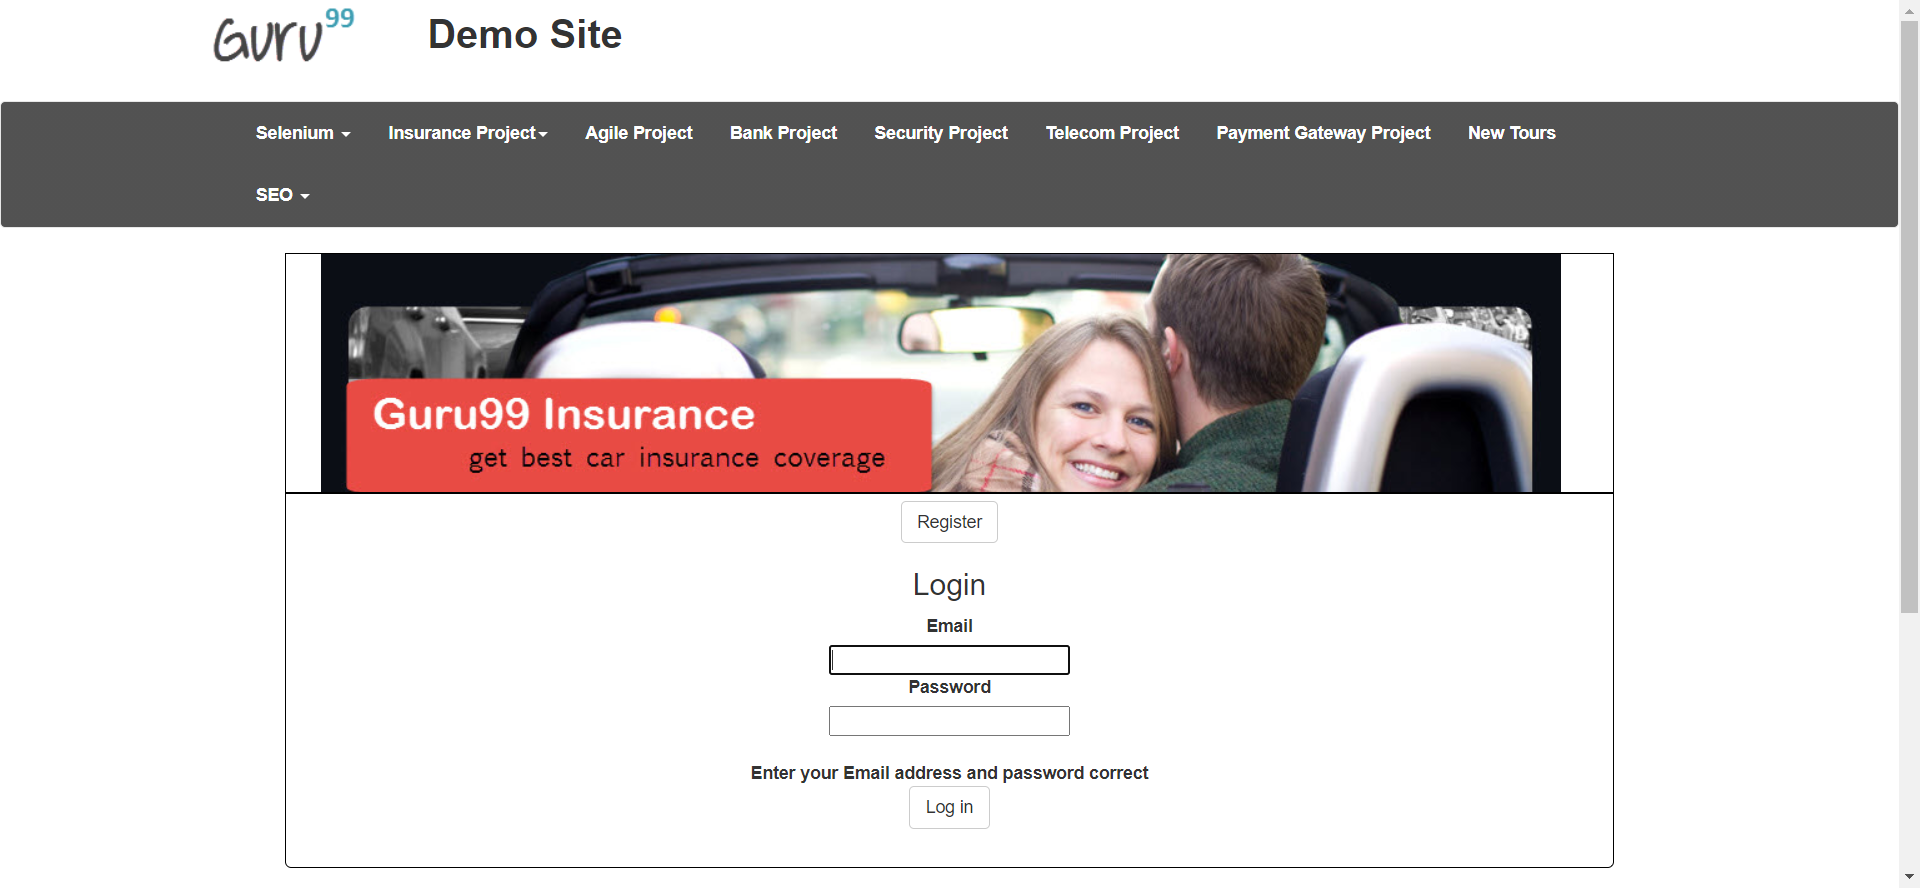 Guru99 Demo Site
Selenium Insurance Project Agile Project Bank Project Security Project Telecom Project Payment Gateway Project New Tours
SEO
Guru99 Insurance
get best car insurance coverage
Register
Login
Email
Password
Enter your Email address and password correct
Log in